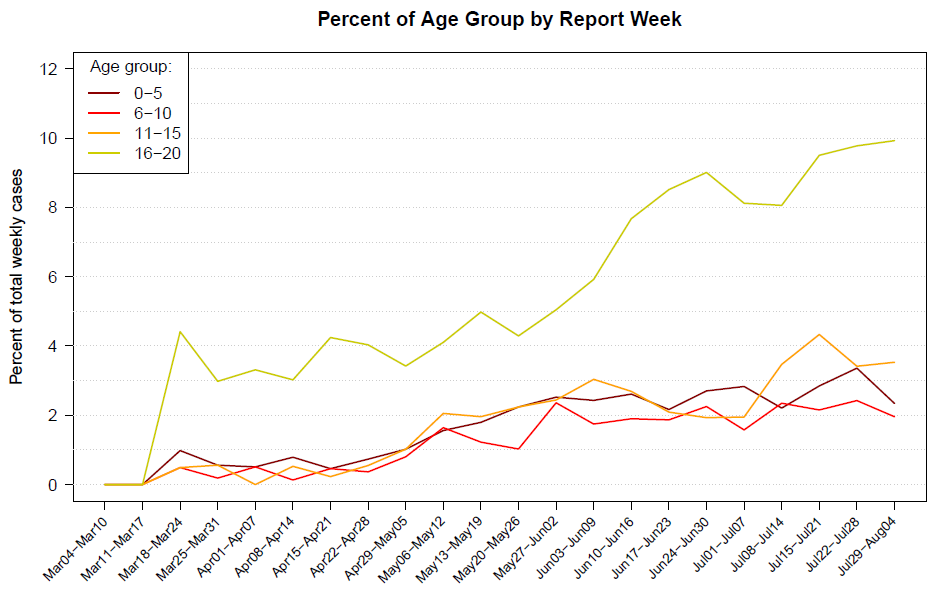 Percent of Age Group by Report Week
Age group:
0−5
6−10
11−15
16−20
Percent of total weekly cases
12
10
8
6
4
2
0
Mar04−Mar10
Mar11−Mar17
Mar18−Mar24
Mar25−Mar31
Apr01−Apr07
Apr08−Apr14
Apr15−Apr21
Apr22−Apr28
Apr29−May05
May06−May12
May13−May19
May20−May26
May27−Jun02
Jun03−Jun09
Jun10−Jun16
Jun17−Jun23
Jun24−Jun30
Jul01−Jul07
Jul08−Jul14
Jul15−Jul21
Jul22−Jul28
Jul29−Aug04